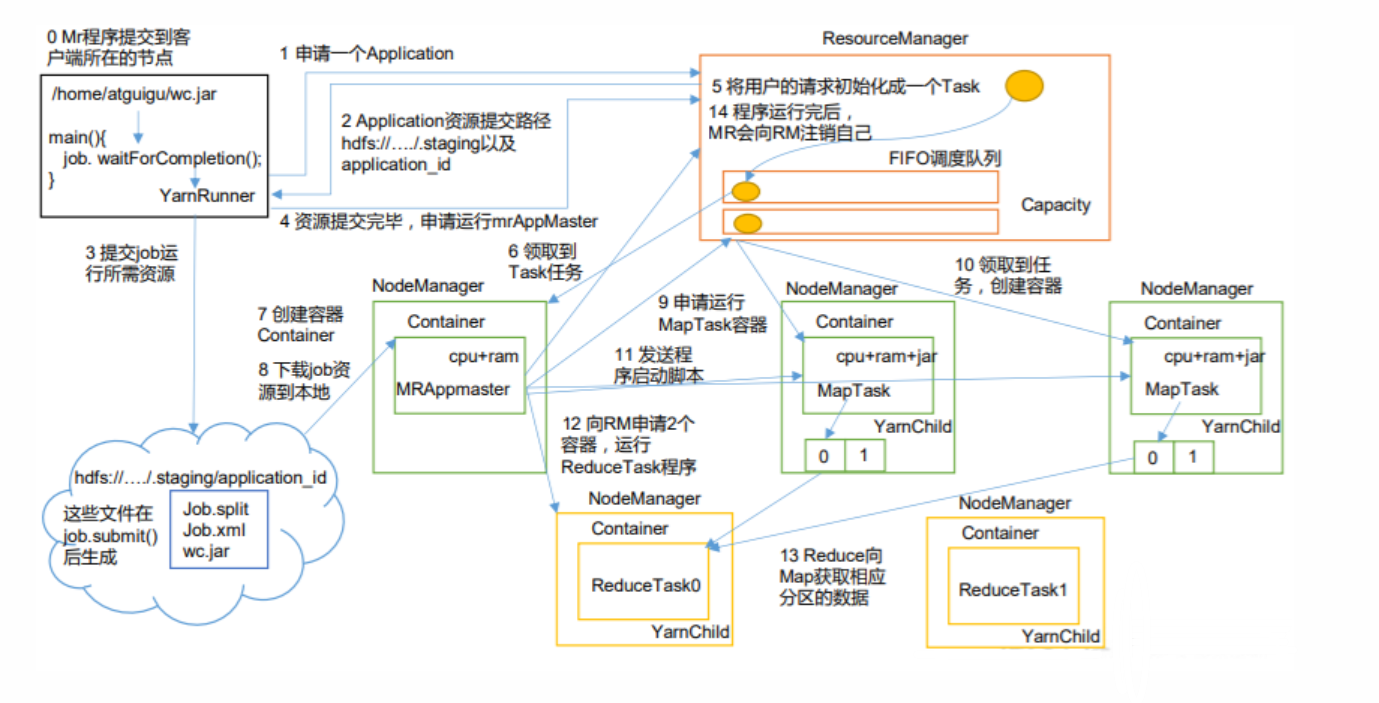 0 Mr程序提交到客
户端所在的节点
/home/atguigu/wc.jar
main(){
job. waitForCompletion();
}
YarnRunner
1 申请一个Application
2 Application资源提交路径
hdfs://…./.staging以及
application_id
4 资源提交完毕，申请运行mrAppMaster
ResourceManager
5 将用户的请求初始化成一个Task
14 程序运行完后，
MR会向RM注销自己
FIFO调度队列
Capacity
3 提交job运
行所需资源
6 领取到
Task任务
7 创建容器
Container
8 下载job资
源到本地
NodeManager
Container
cpu+ram
MRAppmaster
9 申请运行
MapTask容器
10 领取到任
务，创建容器
11 发送程
序启动脚本
NodeManager
Container
cpu+ram+jar
MapTask
YarnChild
0
1
NodeManager
Container
cpu+ram+jar
MapTask
YarnChild
0
1
12 向RM申请2个
容器，运行
ReduceTask程序
hdfs://…./.staging/application_id
这些文件在
job.submit()
后生成
Job.split
Job.xml
wc.jar
NodeManager
Container
ReduceTask0
YarnChild
13 Reduce向
Map获取相应
分区的数据
NodeManager
Container
ReduceTask1
YarnChild